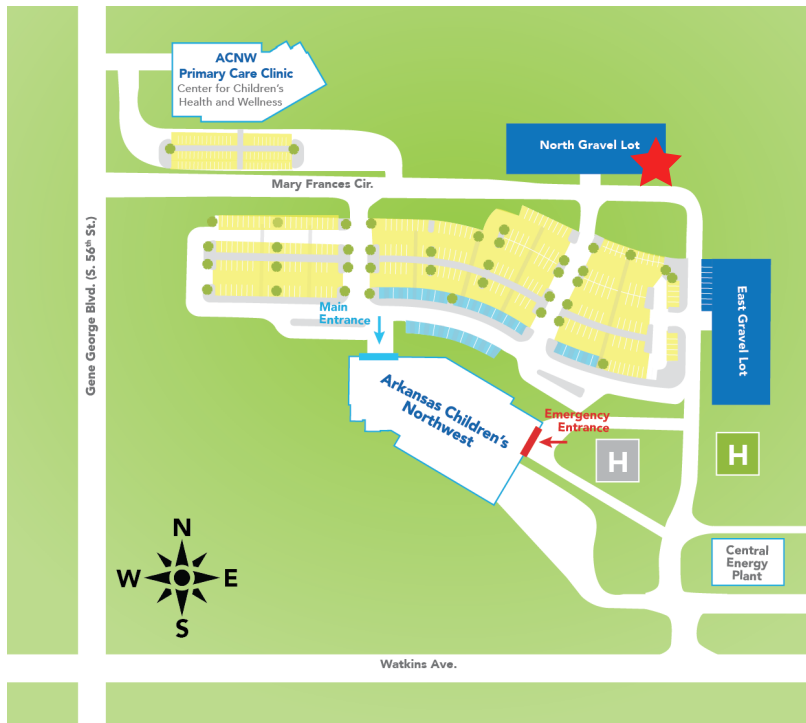 ACNW
Primary Care Clinic
Center for Children's
Health and Wellness
North Gravel Lot
Mary Frances Cir.
Gene George Blvd. (S. 56th St.)
East Gravel Lot
Main
Entrance
Arkansas Children's
Northwest
Emergency
Entrance
H
H
N
W
E
S
Central
Energy
Plant
Watkins Ave.